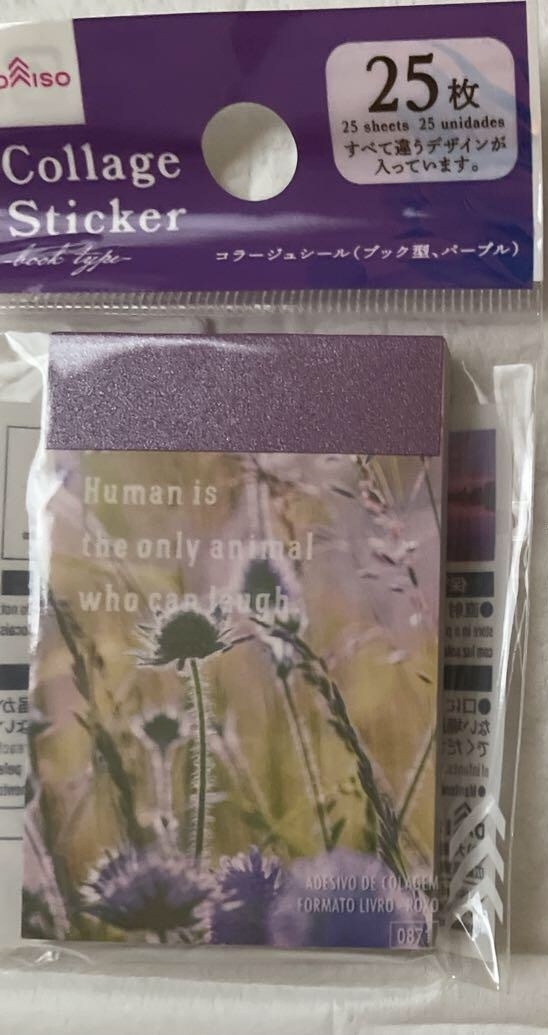 DAISO
25枚
25 sheets 25 unidades
すべて違うデザインが
入っています。
Collage
Sticker
-book type-
コラージュシール(ブック型、パープル)
Human is
the only animal
who can laugh.
ADESIVO DE COLAGEM
FORMATO LIVRO - ROXO